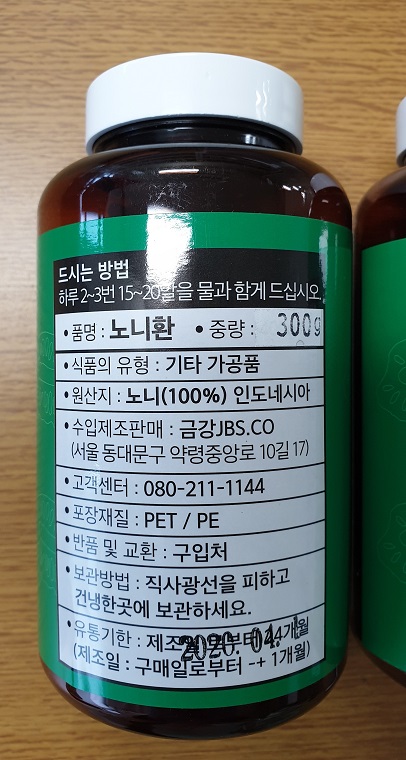 드시는 방법
하루 2~3번 15~20알을 물과 함게 드십시오.
• 품명 : 노니환 • 중량 : 300g
• 식품의 유형 : 기타 가공품
• 원산지 : 노니(100%) 인도네시아
• 수입제조판매 : 금강JBS.CO
(서울 동대문구 약령중앙로 10길 17)
• 고객센터 : 080-211-1144
• 포장재질 : PET / PE
• 반품 및 교환 : 구입처
• 보관방법 : 직사광선을 피하고
건냉한곳에 보관하세요.
• 유통기한 : 제조일로부터 24개월
2020. 04.
(제조일 : 구매일로부터 -+ 1개월)